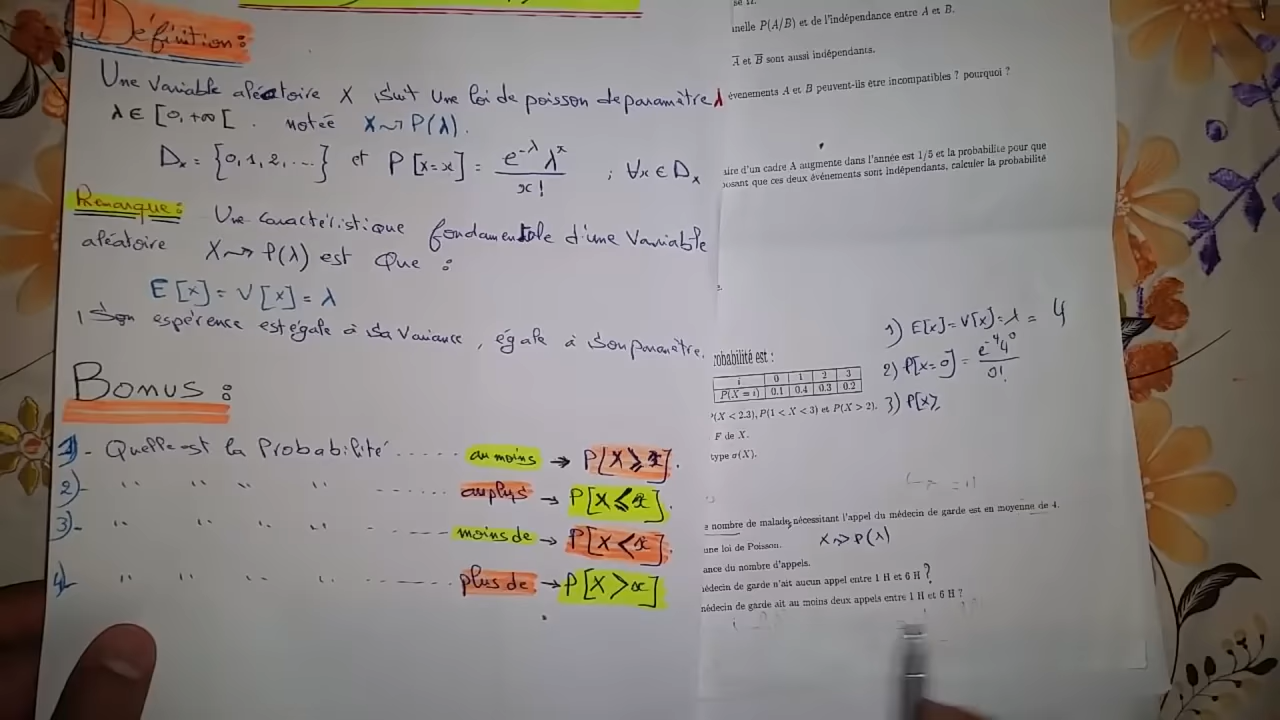 1) Définition:
Une Variable aléatoire X suit une loi de poisson de paramètre λ
λ ∈ [0, +∞[ . notée X ⤳ P(λ).
Dx = {0, 1, 2, ...} et P[X=x] = e^-λ λ^x / x! ; ∀x ∈ Dx
Remarque: Une caractéristique fondamentale d'une Variable
aléatoire X ⤳ P(λ) est que :
E[x] = V[x] = λ
espérence est égale à sa Variance, égale à son paramètre.
Bonus :
1)- Quelle est la Probabilité ..... au moins → P[X ⩾ x].
2)- " " " " ...... au plus → P[X ⩽ x].
3)- " " " " - ...... moins de → P[X < x].
4)- " " " " ...... plus de → P[X > x]
nelle P(A/B) et de l'indépendance entre A et B.
A̅ et B̅ sont aussi indépendants.
évenements A et B peuvent-ils être incompatibles ? pourquoi ?
ire d'un cadre A augmente dans l'année est 1/5 et la probabilite pour que
osant que ces deux événements sont indépendants, calculer la probabilité
robabilité est :
i 0 1 2 3
P(X = i) 0.1 0.4 0.3 0.2
(X < 2.3), P(1 < X < 3) et P(X > 2).
F de X.
type σ(X).
1) E[x] = V[x] = λ = 4
2) P[X=0] = e^-4 4^0 / 0!
3) P[X⩾
e nombre de malades nécessitant l'appel du médecin de garde est en moyenne de 4.
une loi de Poisson. X ⤳ P(λ)
ance du nombre d'appels.
édecin de garde n'ait aucun appel entre 1 H et 6 H ?
médecin de garde ait au moins deux appels entre 1 H et 6 H ?